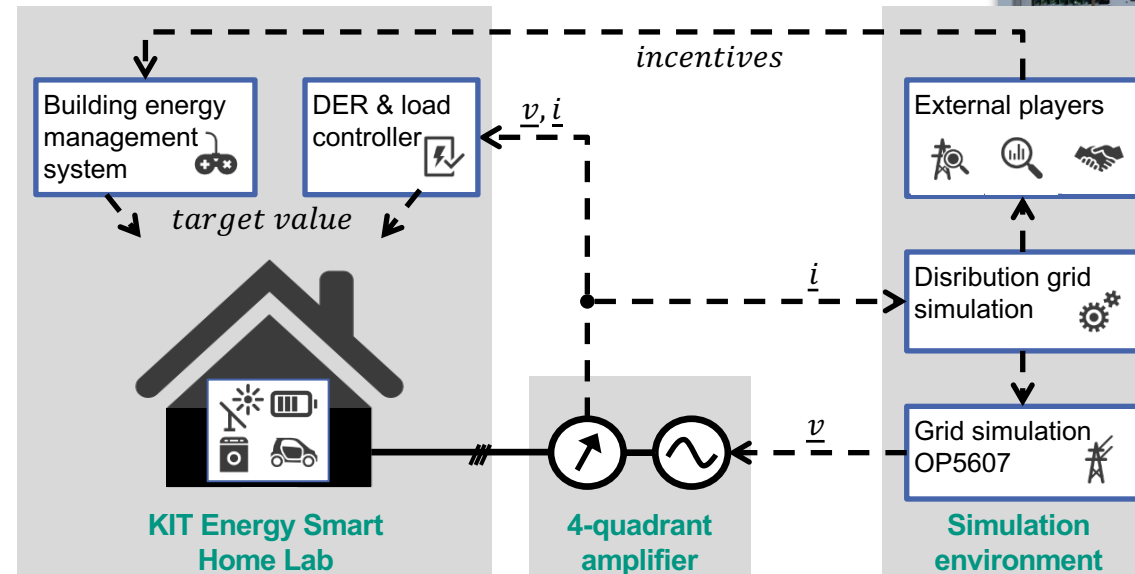 incentives
Building energy
management
system
DER & load
controller
v, i
External players
target value
i
Disribution grid
simulation
v
Grid simulation
OP5607
KIT Energy Smart
Home Lab
4-quadrant
amplifier
Simulation
environment